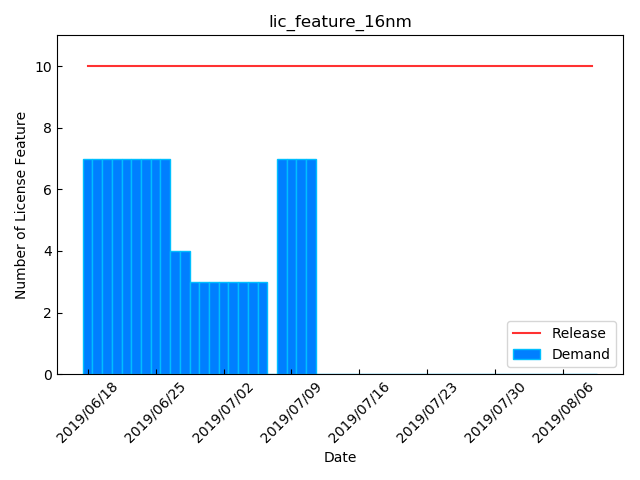 lic_feature_16nm
Number of License Feature
10
8
6
4
2
0
Release
Demand
2019/06/18
2019/06/25
2019/07/02
2019/07/09
2019/07/16
2019/07/23
2019/07/30
2019/08/06
Date